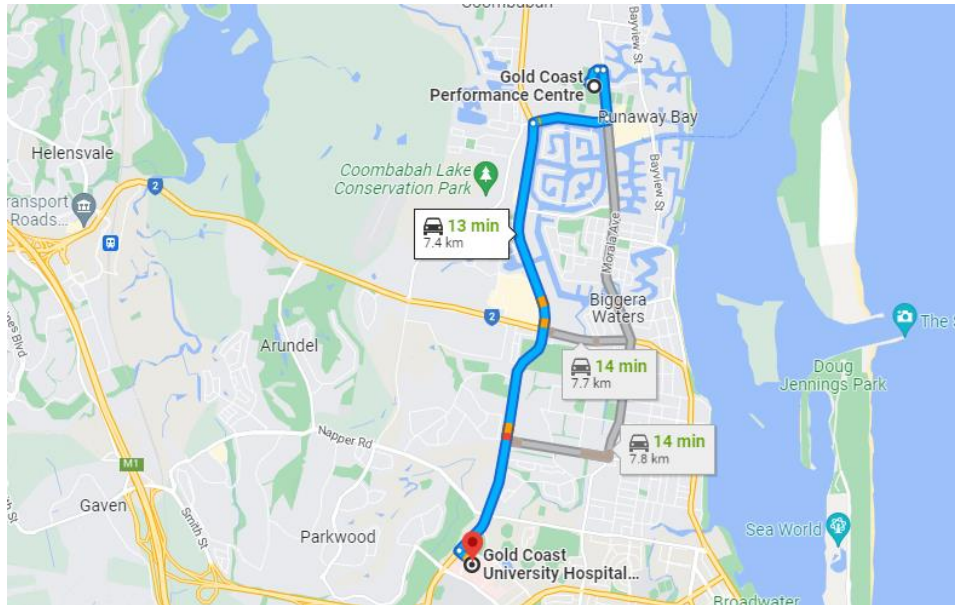 Coombabah
Bayview St
Gold Coast
Performance Centre
Runaway Bay
Helensvale
Coombabah Lake
Conservation Park
Bayview St
2
Transport
Roads...
13 min
7.4 km
Morala Ave
Biggera
Waters
2
The S
Arundel
14 min
7.7 km
Doug
Jennings Park
Napper Rd
14 min
7.8 km
M1
Gaven
Smith St
Parkwood
Sea World
Gold Coast
University Hospital...
Broadwater